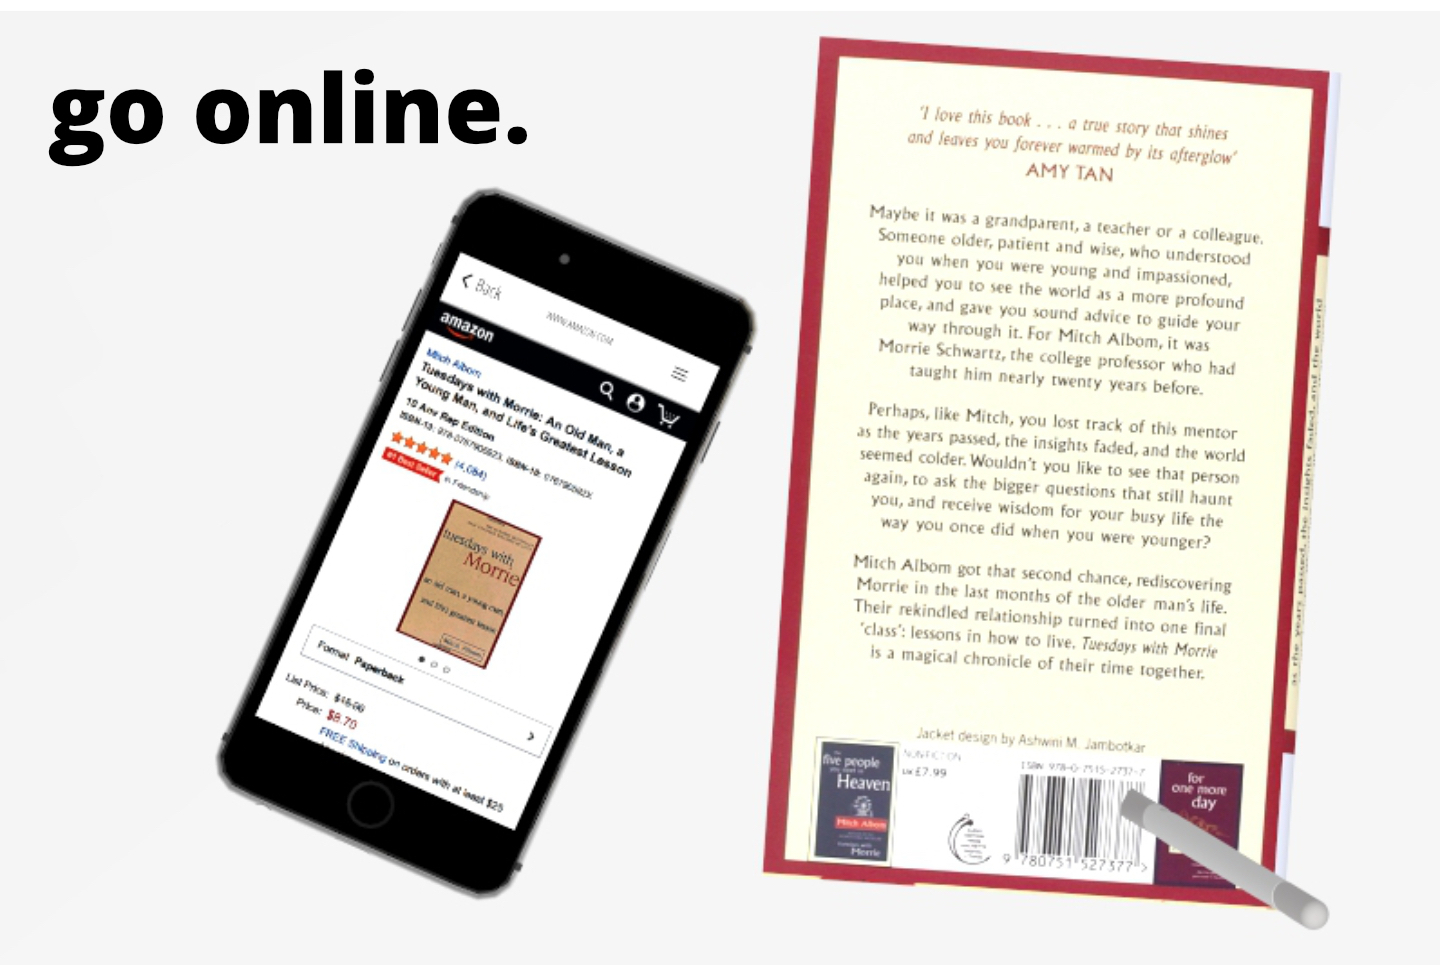 go online.
Back
WWW.AMAZON.COM
amazon
Mitch Albom
Tuesdays with Morrie: An Old Man, a
Young Man, and Life's Greatest Lesson
10 Anv Rep Edition
ISBN-13: 978-0767905923, ISBN-10:
(4,084)
#1 Best Seller in Friendship
tuesdays with
Morrie
an old man, a young man,
and life's greatest lesson
Mitch Albom
Format: Paperback
List Price:
Price: $8.70
FREE Shipping on orders with at least $25
'I love this book . . . a true story that shines
and leaves you forever warmed by its afterglow'
AMY TAN
Maybe it was a grandparent, a teacher or a colleague.
Someone older, patient and wise, who understood
you when you were young and impassioned,
helped you to see the world as a more profound
place, and gave you sound advice to guide your
way through it. For Mitch Albom, it was
Morrie Schwartz, the college professor who had
taught him nearly twenty years before.
Perhaps, like Mitch, you lost track of this mentor
as the years passed, the insights faded, and the world
seemed colder. Wouldn't you like to see that person
again, to ask the bigger questions that still haunt
you, and receive wisdom for your busy life the
way you once did when you were younger?
Mitch Albom got that second chance, rediscovering
Morrie in the last months of the older man's life.
Their rekindled relationship turned into one final
'class': lessons in how to live. Tuesdays with Morrie
is a magical chronicle of their time together.
Jacket design by Ashwini M. Jambotkar
five people
Heaven
Mitch Albom
Morrie
NONFICTION
UK £7.99
ISBN 978-0-7515-2737-7
9 780751 527377 >
for
one more
day
as the years passed, the insights faded, and the world